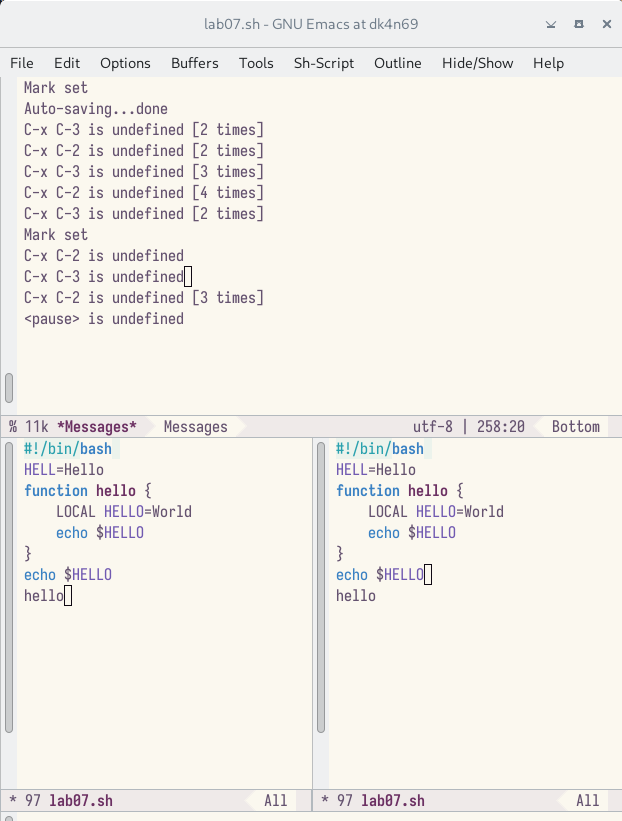 lab07.sh - GNU Emacs at dk4n69
File Edit Options Buffers Tools Sh-Script Outline Hide/Show Help
Mark set
Auto-saving...done
C-x C-3 is undefined [2 times]
C-x C-2 is undefined [2 times]
C-x C-3 is undefined [3 times]
C-x C-2 is undefined [4 times]
C-x C-3 is undefined [2 times]
Mark set
C-x C-2 is undefined
C-x C-3 is undefined
C-x C-2 is undefined [3 times]
<pause> is undefined
% 11k *Messages* Messages utf-8 | 258:20 Bottom
#!/bin/bash
HELL=Hello
function hello {
    LOCAL HELLO=World
    echo $HELLO
}
echo $HELLO
hello
* 97 lab07.sh All
#!/bin/bash
HELL=Hello
function hello {
    LOCAL HELLO=World
    echo $HELLO
}
echo $HELLO
hello
* 97 lab07.sh All